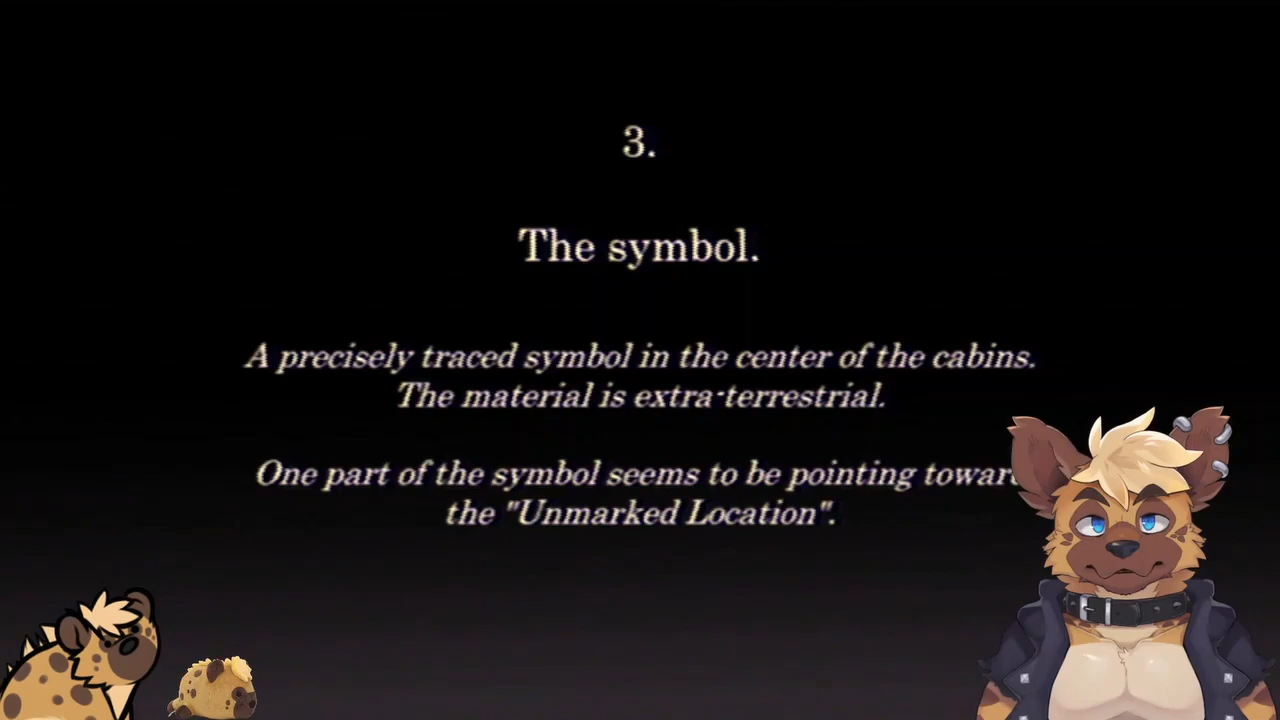 3.
The symbol.
A precisely traced symbol in the center of the cabins.
The material is extra-terrestrial.
One part of the symbol seems to be pointing towar
the "Unmarked Location".